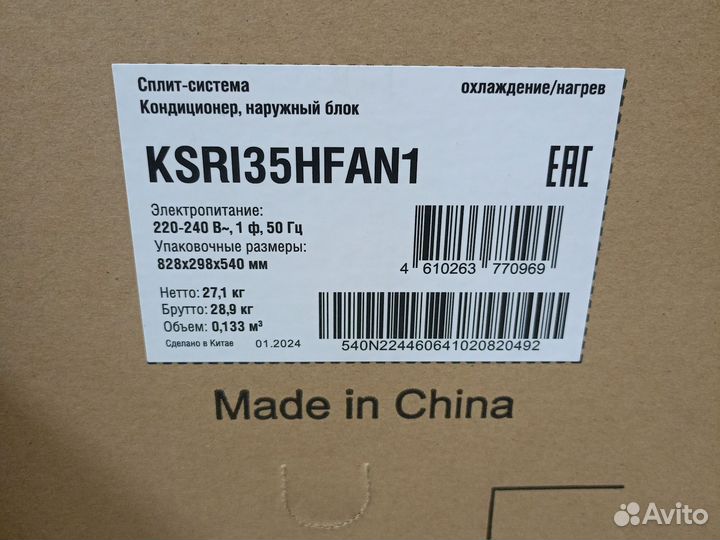 Сплит-система
охлаждение/нагрев
Кондиционер, наружный блок
KSRI35HFAN1
EAC
Электропитание:
220-240 В~, 1 ф, 50 Гц
Упаковочные размеры:
828x298x540 мм
4 610263 770969
Нетто: 27,1 кг
Брутто: 28,9 кг
Объем: 0,133 м³
Сделано в Китае 01.2024
540N224460641020820492
Made in China
Avito